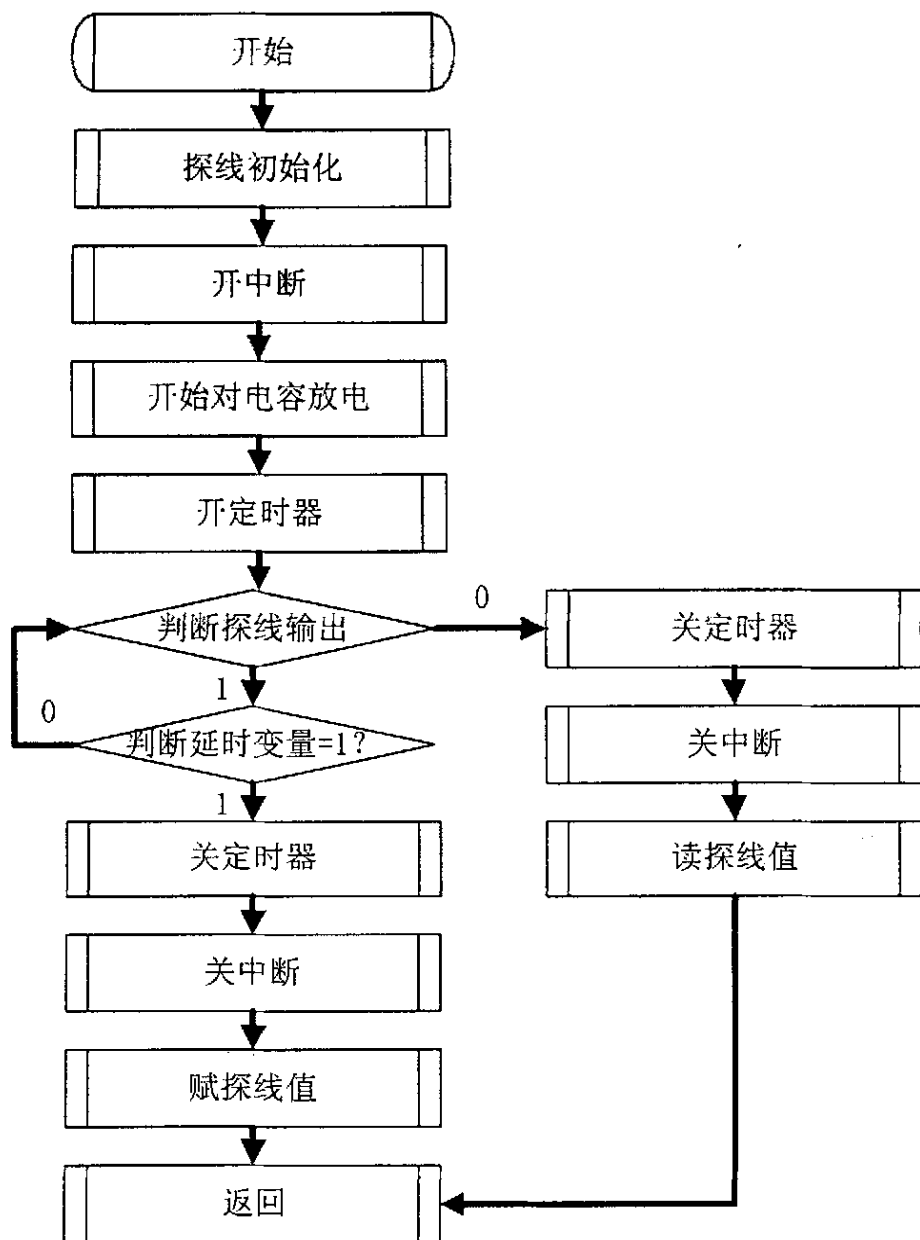 开始
探线初始化
开中断
开始对电容放电
开定时器
判断探线输出
0
关定时器
1
0
判断延时变量=1?
关中断
1
关定时器
读探线值
关中断
赋探线值
返回